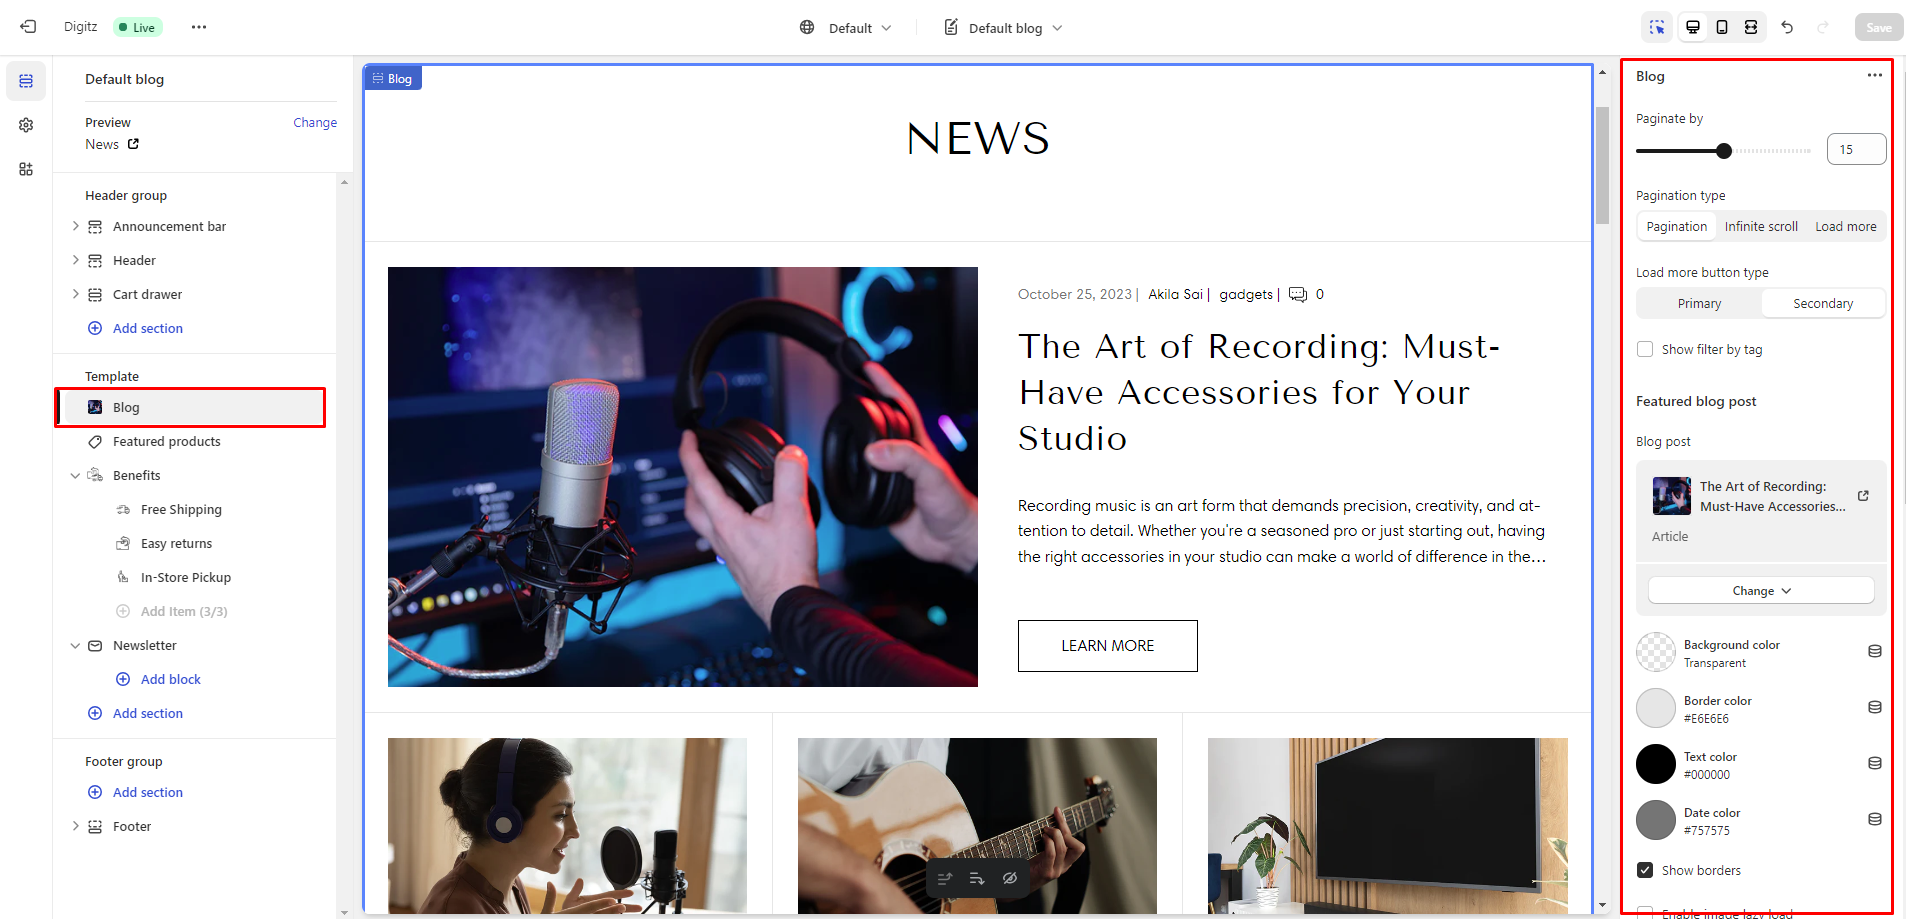 Digitz
Live
Default
Default blog
Save
Default blog
Preview
Change
News
Header group
Announcement bar
Header
Cart drawer
Add section
Template
Blog
Featured products
Benefits
Free Shipping
Easy returns
In-Store Pickup
Add Item (3/3)
Newsletter
Add block
Add section
Footer group
Add section
Footer
Blog
NEWS
October 25, 2023 | Akila Sai | gadgets | 0
The Art of Recording: Must-
Have Accessories for Your
Studio
Recording music is an art form that demands precision, creativity, and at-
tention to detail. Whether you're a seasoned pro or just starting out, having
the right accessories in your studio can make a world of difference in the...
LEARN MORE
Blog
Paginate by
15
Pagination type
Pagination Infinite scroll Load more
Load more button type
Primary Secondary
Show filter by tag
Featured blog post
Blog post
The Art of Recording:
Must-Have Accessories...
Article
Change
Background color
Transparent
Border color
#E6E6E6
Text color
#000000
Date color
#757575
Show borders
Enable image lazy load